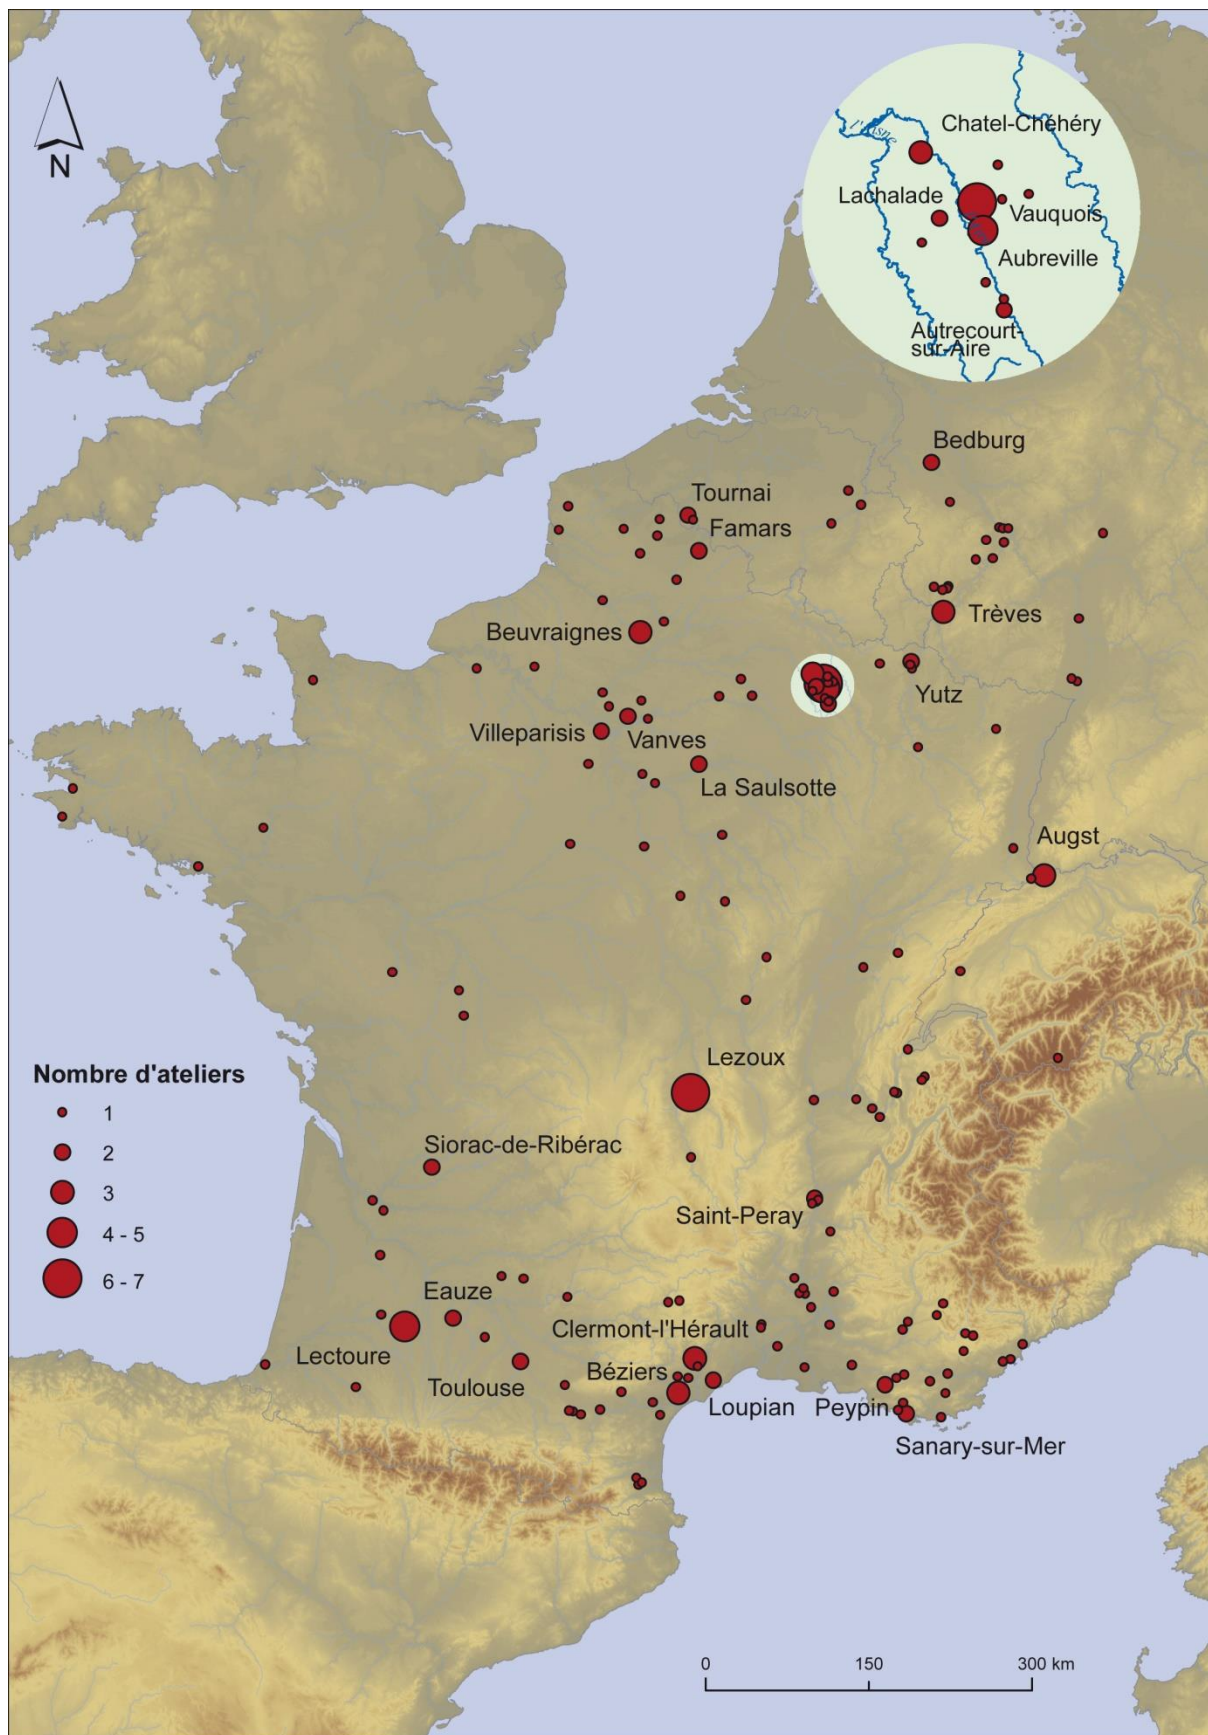 N
Chatel-Chéhéry
l'Aisne
Lachalade
Vauquois
Aubreville
Autrecourt-
sur-Aire
Bedburg
Tournai
Famars
Trèves
Beuvraignes
Yutz
Villeparisis
Vanves
La Saulsotte
Augst
Nombre d'ateliers
1
2
3
4 - 5
6 - 7
Lezoux
Siorac-de-Ribérac
Saint-Peray
Eauze
Clermont-l'Hérault
Lectoure
Béziers
Toulouse
Loupian
Peypin
Sanary-sur-Mer
0 150 300 km